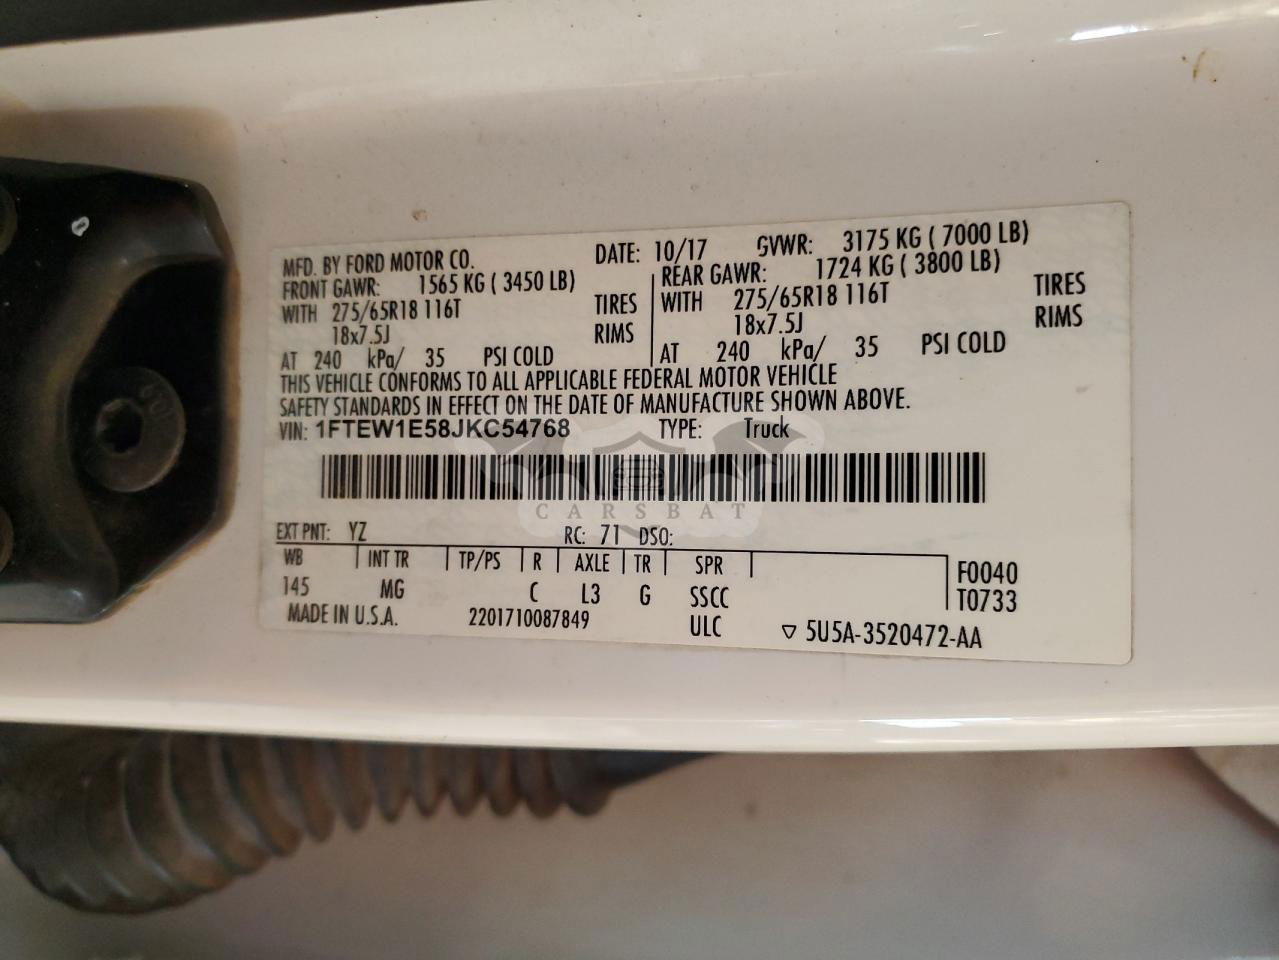 MFD. BY FORD MOTOR CO. DATE: 10/17 GVWR: 3175 KG ( 7000 LB)
FRONT GAWR: 1565 KG ( 3450 LB) REAR GAWR: 1724 KG ( 3800 LB)
WITH 275/65R18 116T TIRES WITH 275/65R18 116T TIRES
18x7.5J RIMS 18x7.5J RIMS
AT 240 kPa/ 35 PSI COLD AT 240 kPa/ 35 PSI COLD
THIS VEHICLE CONFORMS TO ALL APPLICABLE FEDERAL MOTOR VEHICLE
SAFETY STANDARDS IN EFFECT ON THE DATE OF MANUFACTURE SHOWN ABOVE.
VIN: 1FTEW1E58JKC54768 TYPE: Truck
CARSBAT
EXT PNT: YZ RC: 71 DSO:
WB INT TR TP/PS R AXLE TR SPR
145 MG C L3 G SSCC F0040
T0733
MADE IN U.S.A. 2201710087849 ULC ▽ 5U5A-3520472-AA